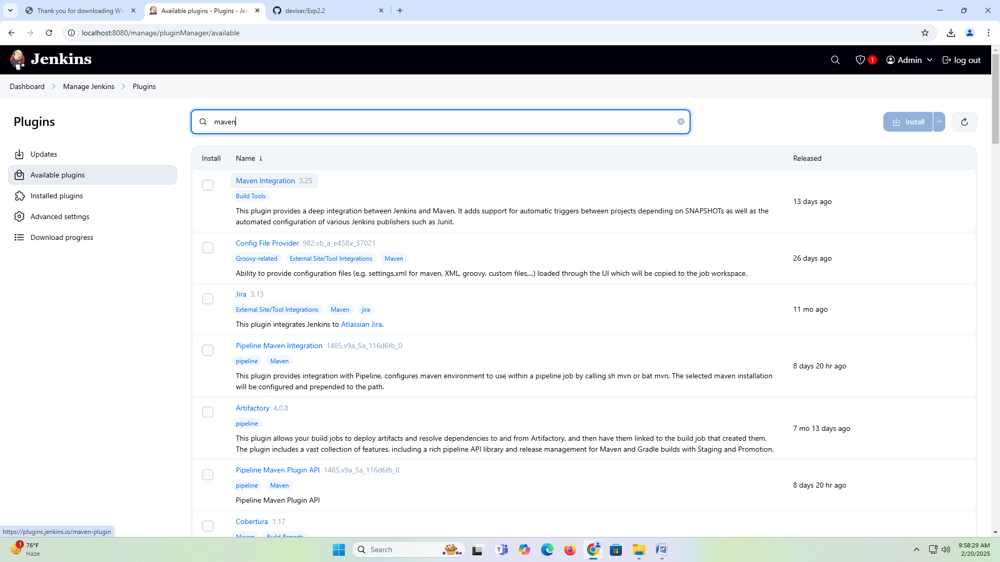 Thank you for downloading Wi
Available plugins - Plugins - Jen
devisar/Exp2.2
localhost:8080/manage/pluginManager/available
Jenkins
1
Admin
log out
Dashboard
Manage Jenkins
Plugins
Plugins
maven
Install
Updates
Available plugins
Installed plugins
Advanced settings
Download progress
Install
Name ↓
Released
Maven Integration 3.25
Build Tools
This plugin provides a deep integration between Jenkins and Maven. It adds support for automatic triggers between projects depending on SNAPSHOTs as well as the
automated configuration of various Jenkins publishers such as Junit.
13 days ago
Config File Provider 982.vb_a_e458a_37021
Groovy-related External Site/Tool Integrations Maven
Ability to provide configuration files (e.g. settings.xml for maven, XML, groovy, custom files,...) loaded through the UI which will be copied to the job workspace.
26 days ago
Jira 3.13
External Site/Tool Integrations Maven jira
This plugin integrates Jenkins to Atlassian Jira.
11 mo ago
Pipeline Maven Integration 1485.v9a_5a_116d6fb_0
pipeline Maven
This plugin provides integration with Pipeline, configures maven environment to use within a pipeline job by calling sh mvn or bat mvn. The selected maven installation
will be configured and prepended to the path.
8 days 20 hr ago
Artifactory 4.0.8
pipeline
This plugin allows your build jobs to deploy artifacts and resolve dependencies to and from Artifactory, and then have them linked to the build job that created them.
The plugin includes a vast collection of features, including a rich pipeline API library and release management for Maven and Gradle builds with Staging and Promotion.
7 mo 13 days ago
Pipeline Maven Plugin API 1485.v9a_5a_116d6fb_0
pipeline Maven
Pipeline Maven Plugin API
8 days 20 hr ago
Cobertura 1.17
Maven Build Reports
https://plugins.jenkins.io/maven-plugin
1
76°F
Haze
Search
9:58:29 AM
2/20/2025